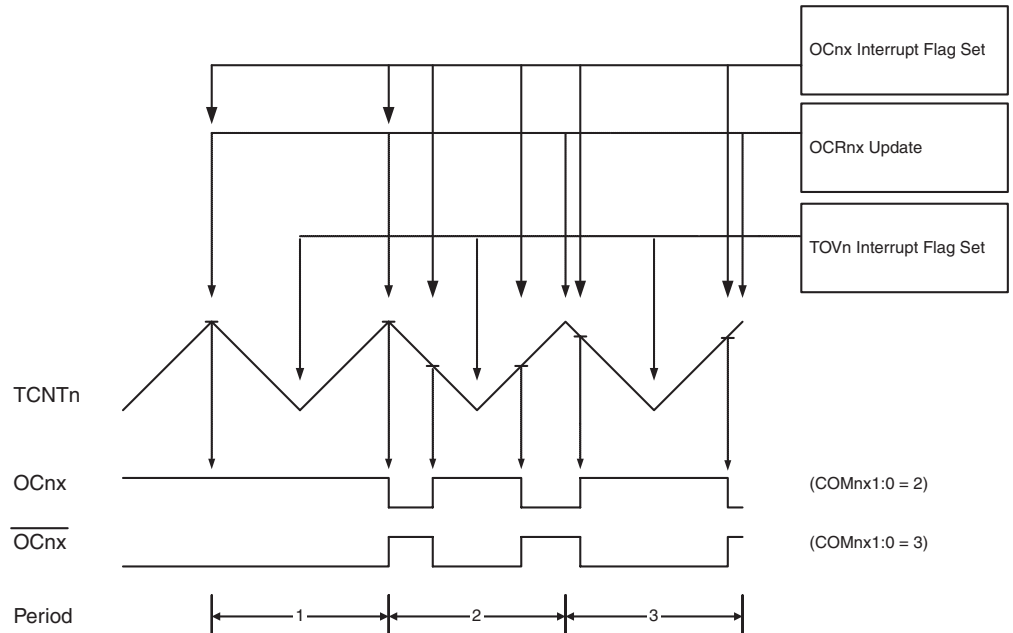 OCnx Interrupt Flag Set
OCRnx Update
TOVn Interrupt Flag Set
TCNTn
OCnx
(COMnx1:0 = 2)
OCnx
(COMnx1:0 = 3)
Period
1
2
3